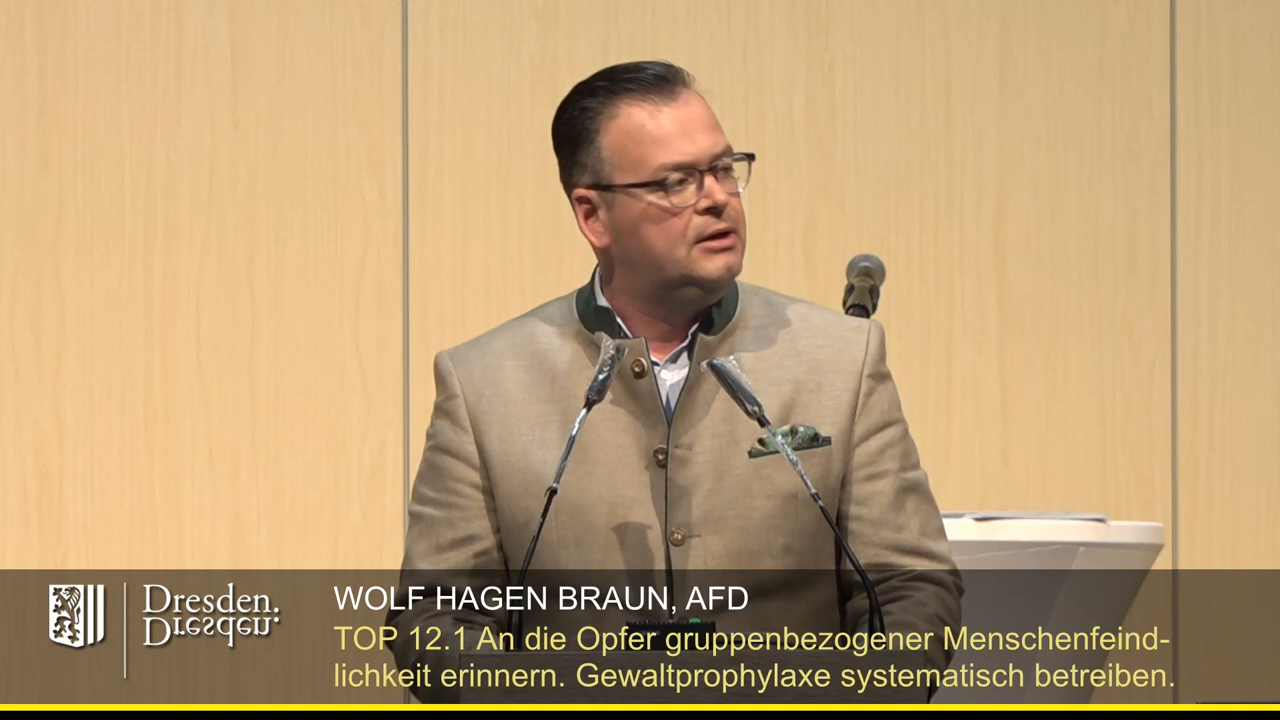 Dresden.
Dresden.
WOLF HAGEN BRAUN, AFD
TOP 12.1 An die Opfer gruppenbezogener Menschenfeind-
lichkeit erinnern. Gewaltprophylaxe systematisch betreiben.